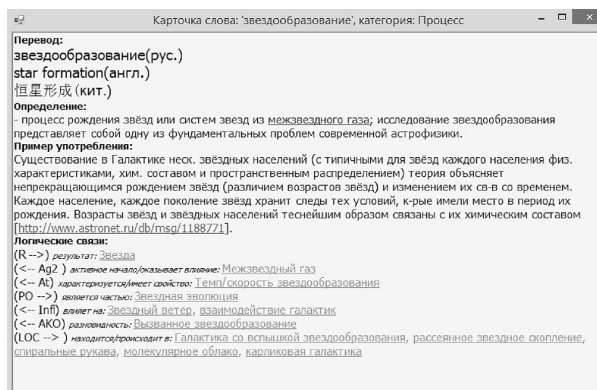 Карточка слова: 'звездообразование', категория: Процесс
Перевод:
звездообразование(рус.)
star formation(англ.)
恒星形成(кит.)
Определение:
- процесс рождения звёзд или систем звезд из межзвездного газа; исследование звездообразования
представляет собой одну из фундаментальных проблем современной астрофизики.
Пример употребления:
Существование в Галактике неск. звёздных населений (с типичными для звёзд каждого населения физ.
характеристиками, хим. составом и пространственным распределением) теория объясняет
непрекращающимся рождением звёзд (различием возрастов звёзд) и изменением их св-в со временем.
Каждое население, каждое поколение звёзд хранит следы тех условий, к-рые имели место в период их
рождения. Возрасты звёзд и звёздных населений теснейшим образом связаны с их химическим составом
[http://www.astronet.ru/db/msg/1188771].
Логические связи:
(R -->) результат: Звезда
(<-- Ag2 ) активное начало/оказывает влияние: Межзвездный газ
(<-- At) характеризуется/имеет свойство: Темп/скорость звездообразования
(PO -->) является частью: Звездная эволюция
(<-- Infl) влияет на: Звездный ветер, взаимодействие галактик
(<-- AKO) разновидность: Вызванное звездообразование
(LOC --> ) находится/происходит в: Галактика со вспышкой звездообразования, рассеянное звездное скопление,
спиральные рукава, молекулярное облако, карликовая галактика